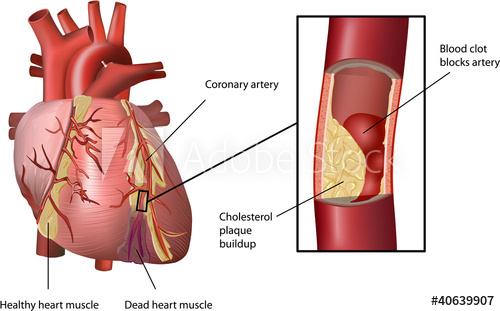 Blood clot
blocks artery
Coronary artery
Adobe Stock
Cholesterol
plaque
buildup
Healthy heart muscle
Dead heart muscle
#40639907